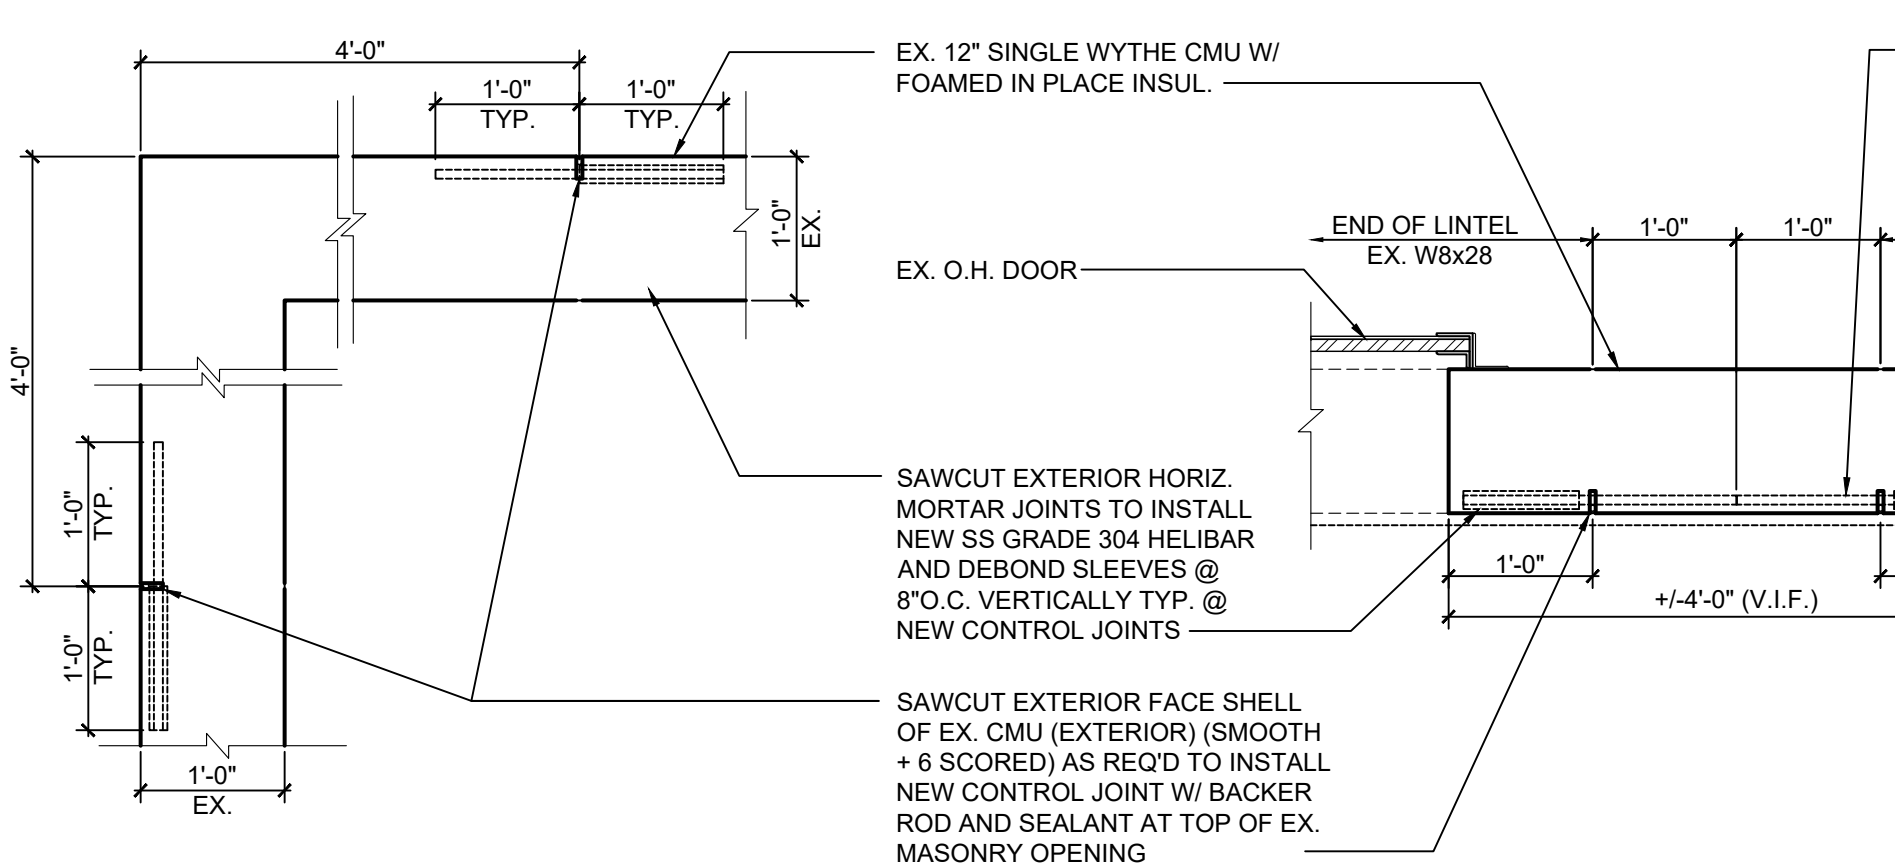 4'-0"
1'-0"
TYP.
1'-0"
TYP.
1'-0"
EX.
4'-0"
1'-0"
TYP.
1'-0"
TYP.
1'-0"
EX.
EX. 12" SINGLE WYTHE CMU W/
FOAMED IN PLACE INSUL.
EX. O.H. DOOR
SAWCUT EXTERIOR HORIZ.
MORTAR JOINTS TO INSTALL
NEW SS GRADE 304 HELIBAR
AND DEBOND SLEEVES @
8"O.C. VERTICALLY TYP. @
NEW CONTROL JOINTS
SAWCUT EXTERIOR FACE SHELL
OF EX. CMU (EXTERIOR) (SMOOTH
+ 6 SCORED) AS REQ'D TO INSTALL
NEW CONTROL JOINT W/ BACKER
ROD AND SEALANT AT TOP OF EX.
MASONRY OPENING
END OF LINTEL
EX. W8x28
1'-0"
1'-0"
1'-0"
+/-4'-0" (V.I.F.)